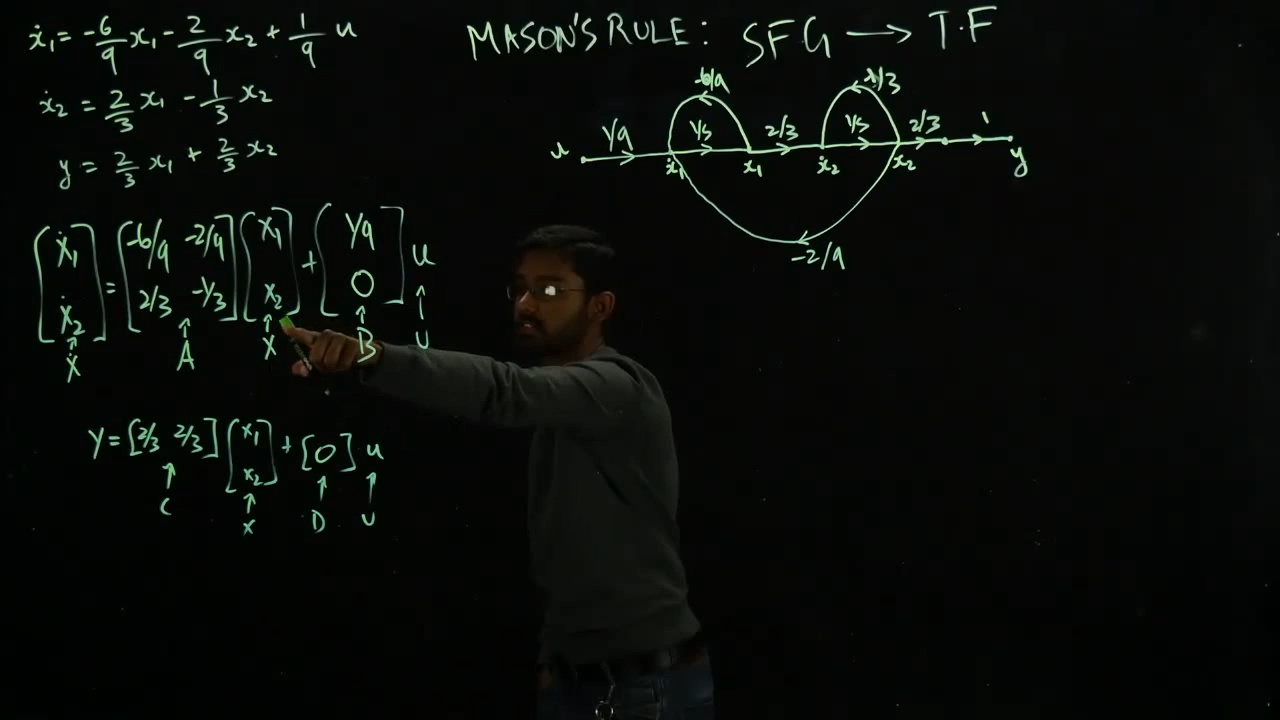 ẋ₁ = -6/9 x₁ - 2/9 x₂ + 1/9 u
ẋ₂ = 2/3 x₁ - 1/3 x₂
y = 2/3 x₁ + 2/3 x₂
[ẋ₁ ẋ₂] = [-6/9 -2/9 2/3 -1/3] [x₁ x₂] + [1/9 0] u
↑ Ẋ ↑ A ↑ X ↑ B ↑ U
Y = [2/3 2/3] [x₁ x₂] + [0] u
↑ C ↑ X ↑ D ↑ U
MASON'S RULE: SFG → T.F
-6/9
1/9 1/s 2/3 1/s 2/3 1
u ẋ₁ x₁ ẋ₂ x₂ y
-2/9